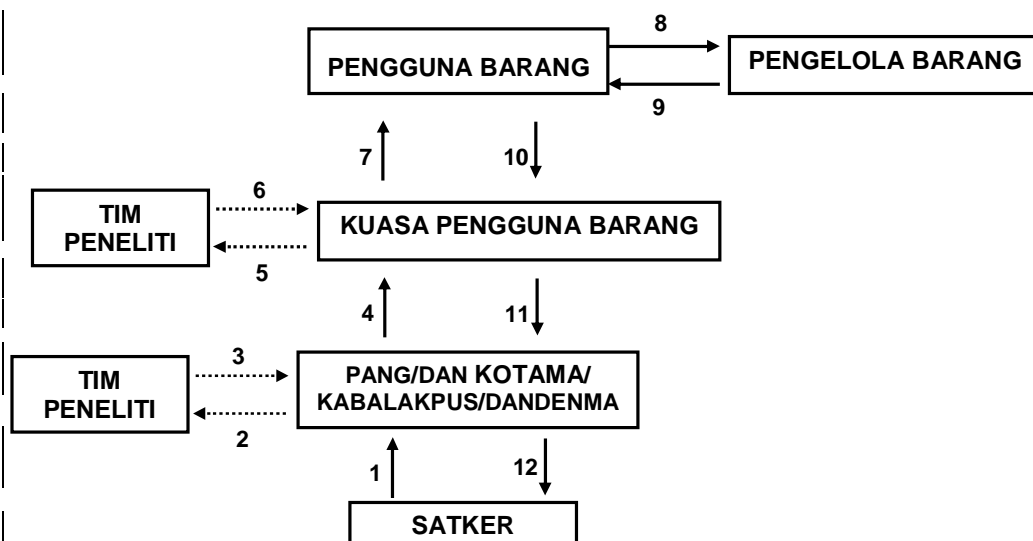 8
PENGGUNA BARANG
PENGELOLA BARANG
9
7
10
6
TIM
PENELITI
KUASA PENGGUNA BARANG
5
4
11
3
TIM
PENELITI
PANG/DAN KOTAMA/
KABALAKPUS/DANDENMA
2
1
12
SATKER